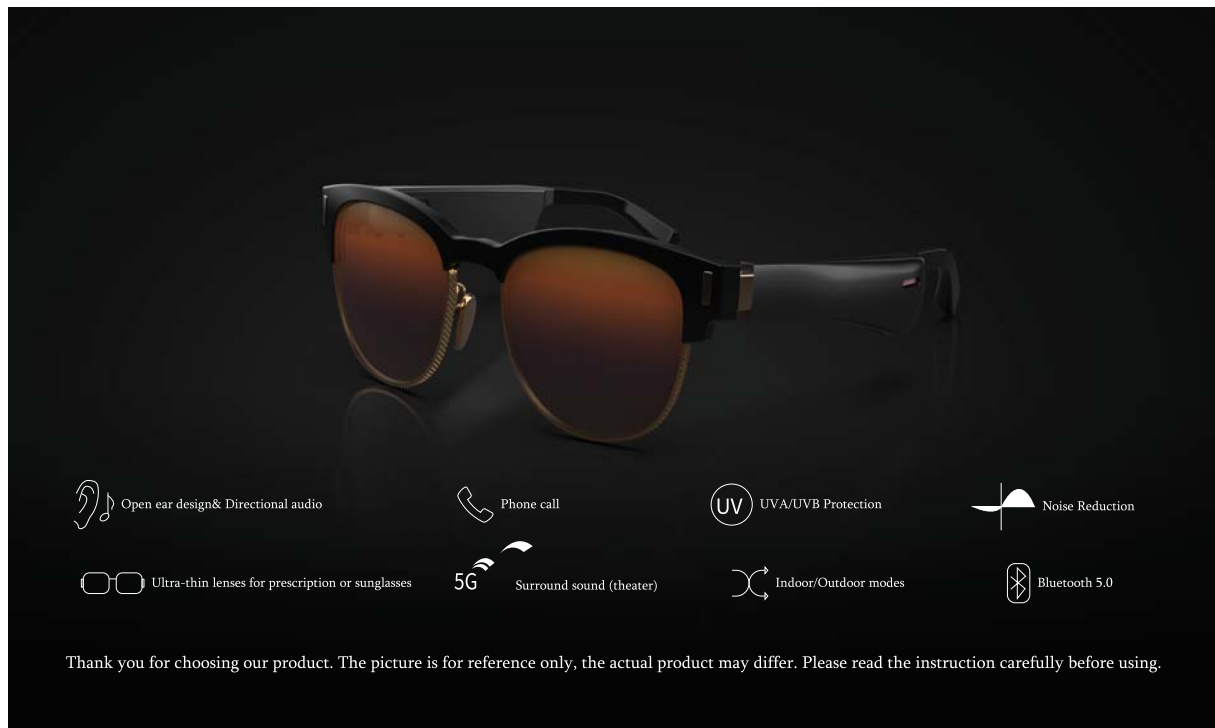 Open ear design& Directional audio
Phone call
UV
UVA/UVB Protection
Noise Reduction
Ultra-thin lenses for prescription or sunglasses
5G
Surround sound (theater)
Indoor/Outdoor modes
Bluetooth 5.0
Thank you for choosing our product. The picture is for reference only, the actual product may differ. Please read the instruction carefully before using.